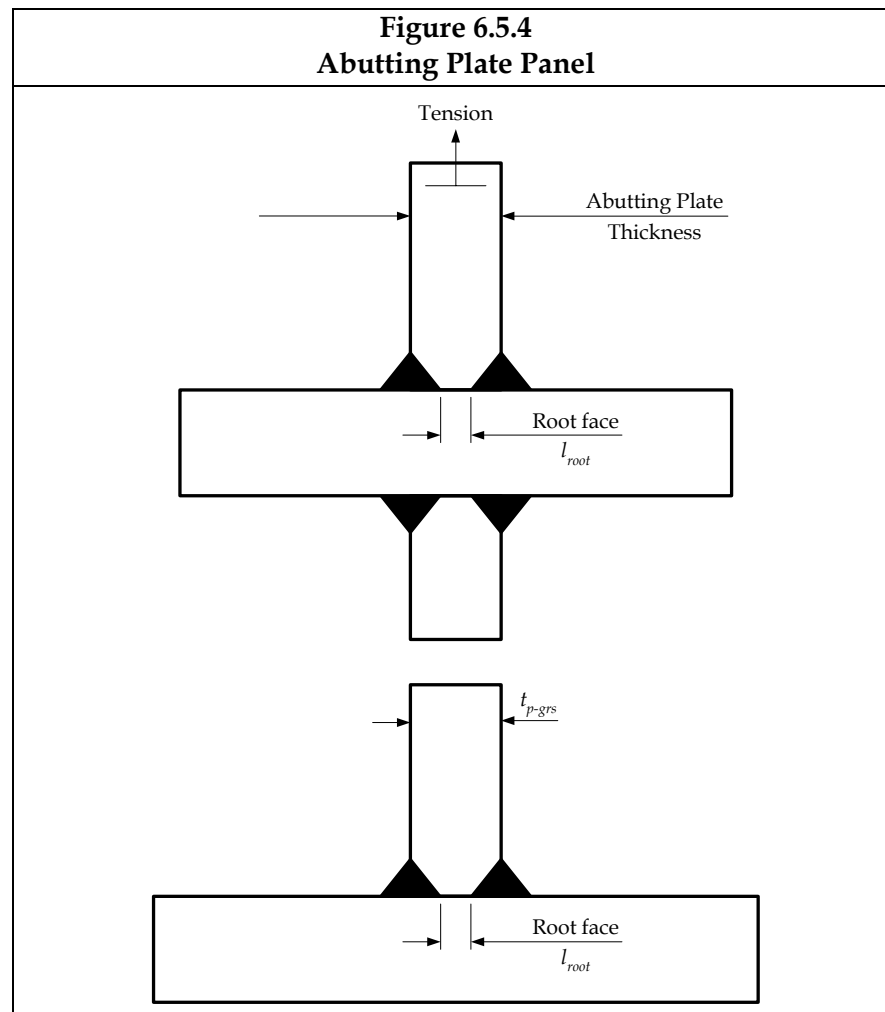 Figure 6.5.4
Abutting Plate Panel
Tension
Abutting Plate
Thickness
Root face
l_root
t_p-grs
Root face
l_root